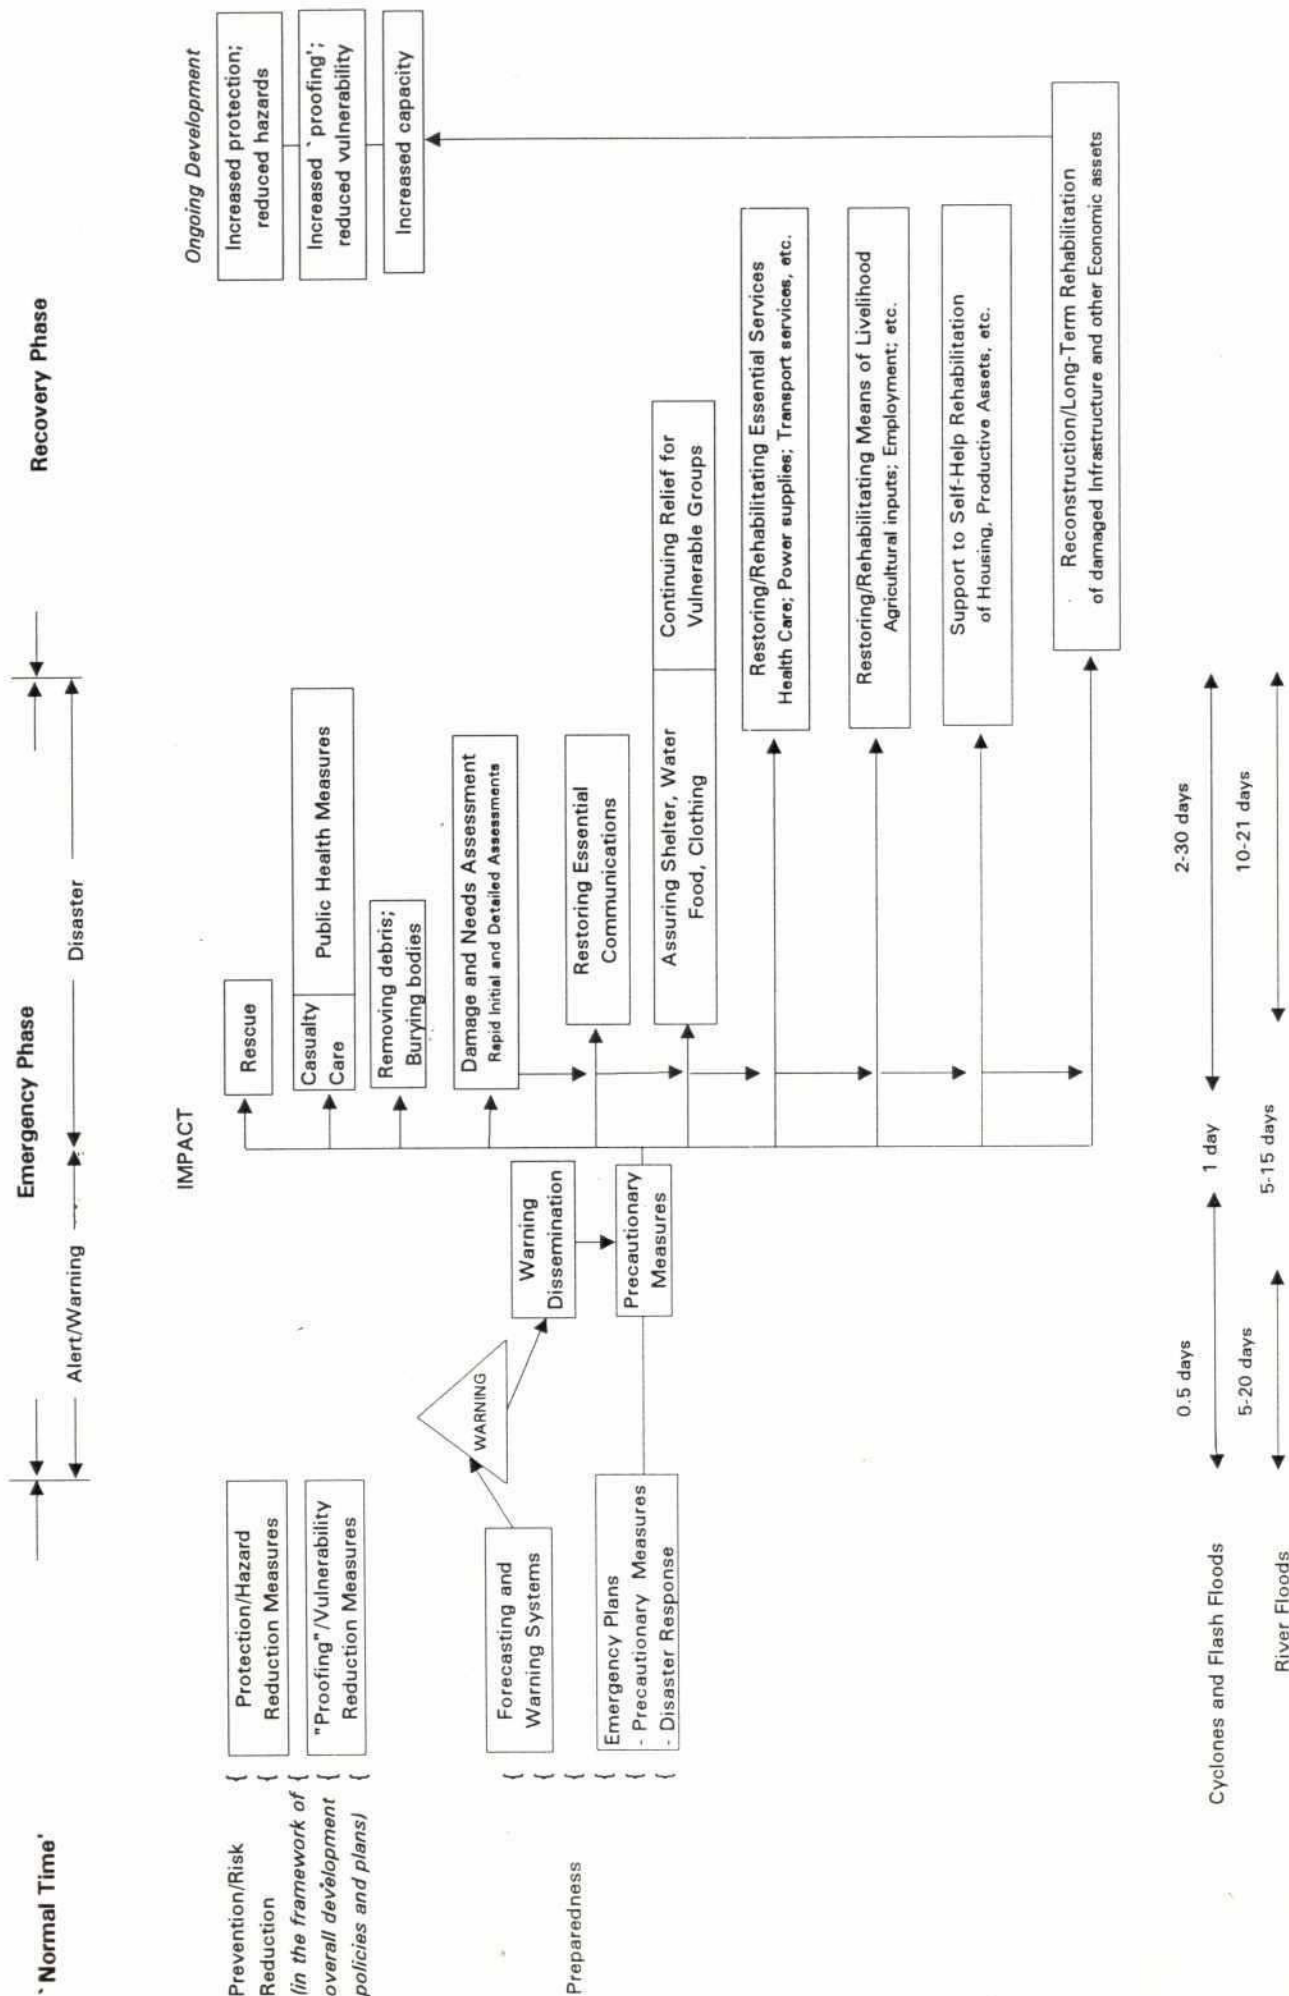 `Normal Time'
Emergency Phase
Recovery Phase
Alert/Warning
Disaster
IMPACT
Ongoing Development
Prevention/Risk
Reduction
(in the framework of
overall development
policies and plans)
{
{
{
{
{
Protection/Hazard
Reduction Measures
"Proofing"/Vulnerability
Reduction Measures
Preparedness
{
{
{
{
{
{
Forecasting and
Warning Systems
Emergency Plans
- Precautionary Measures
- Disaster Response
WARNING
Warning
Dissemination
Precautionary
Measures
Rescue
Casualty
Care
Public Health Measures
Removing debris;
Burying bodies
Damage and Needs Assessment
Rapid Initial and Detailed Assessments
Restoring Essential
Communications
Assuring Shelter, Water
Food, Clothing
Continuing Relief for
Vulnerable Groups
Restoring/Rehabilitating Essential Services
Health Care; Power supplies; Transport services, etc.
Restoring/Rehabilitating Means of Livelihood
Agricultural inputs; Employment; etc.
Support to Self-Help Rehabilitation
of Housing, Productive Assets, etc.
Reconstruction/Long-Term Rehabilitation
of damaged Infrastructure and other Economic assets
Increased protection;
reduced hazards
Increased `proofing';
reduced vulnerability
Increased capacity
Cyclones and Flash Floods
0.5 days
1 day
2-30 days
River Floods
5-20 days
5-15 days
10-21 days